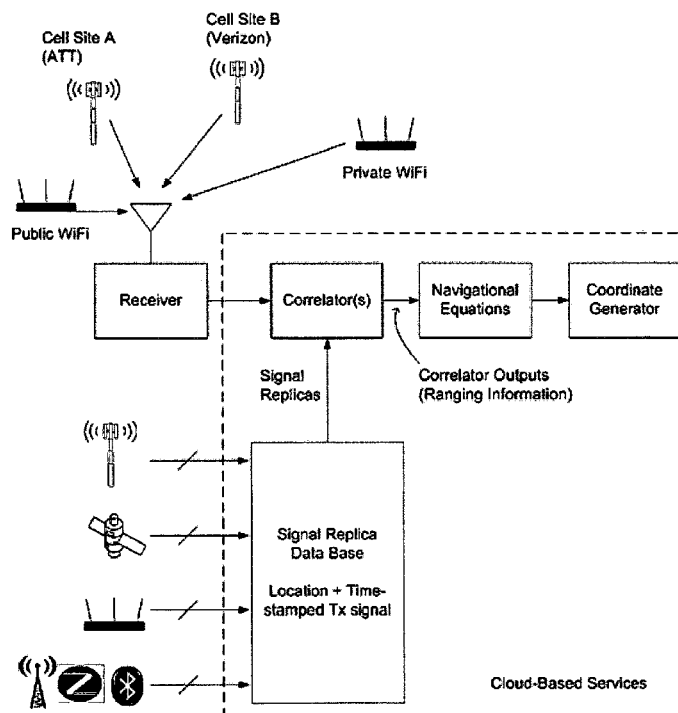 Cell Site A
(ATT)
Cell Site B
(Verizon)
Private WiFi
Public WiFi
Receiver
Correlator(s)
Navigational
Equations
Coordinate
Generator
Signal
Replicas
Correlator Outputs
(Ranging Information)
Signal Replica
Data Base
Location + Time-
stamped Tx signal
Cloud-Based Services